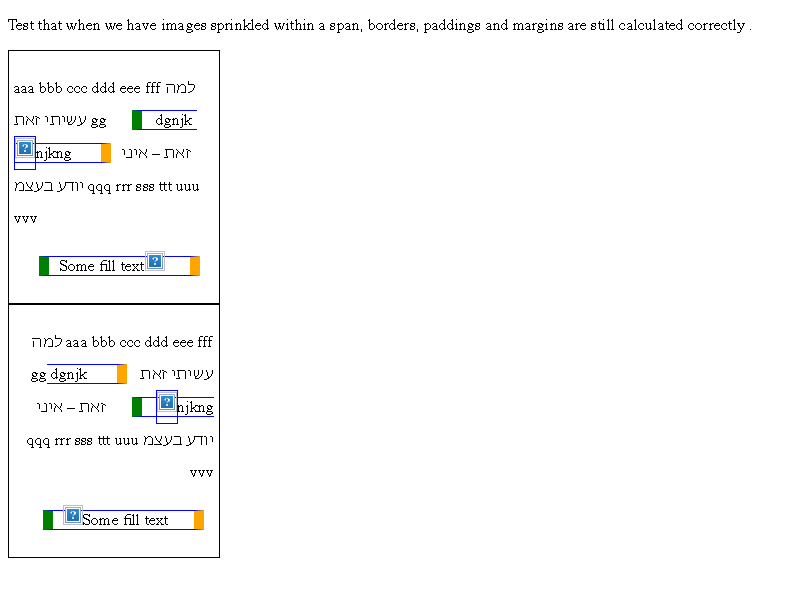 Test that when we have images sprinkled within a span, borders, paddings and margins are still calculated correctly .
aaa bbb ccc ddd eee fff למה
עשיתי זאת gg dgnjk
njkng זאת – איני
יודע בעצמ qqq rrr sss ttt uuu
vvv
Some fill text
aaa bbb ccc ddd eee fff למה
עשיתי זאת gg dgnjk
njkng זאת – איני
יודע בעצמ qqq rrr sss ttt uuu
vvv
Some fill text